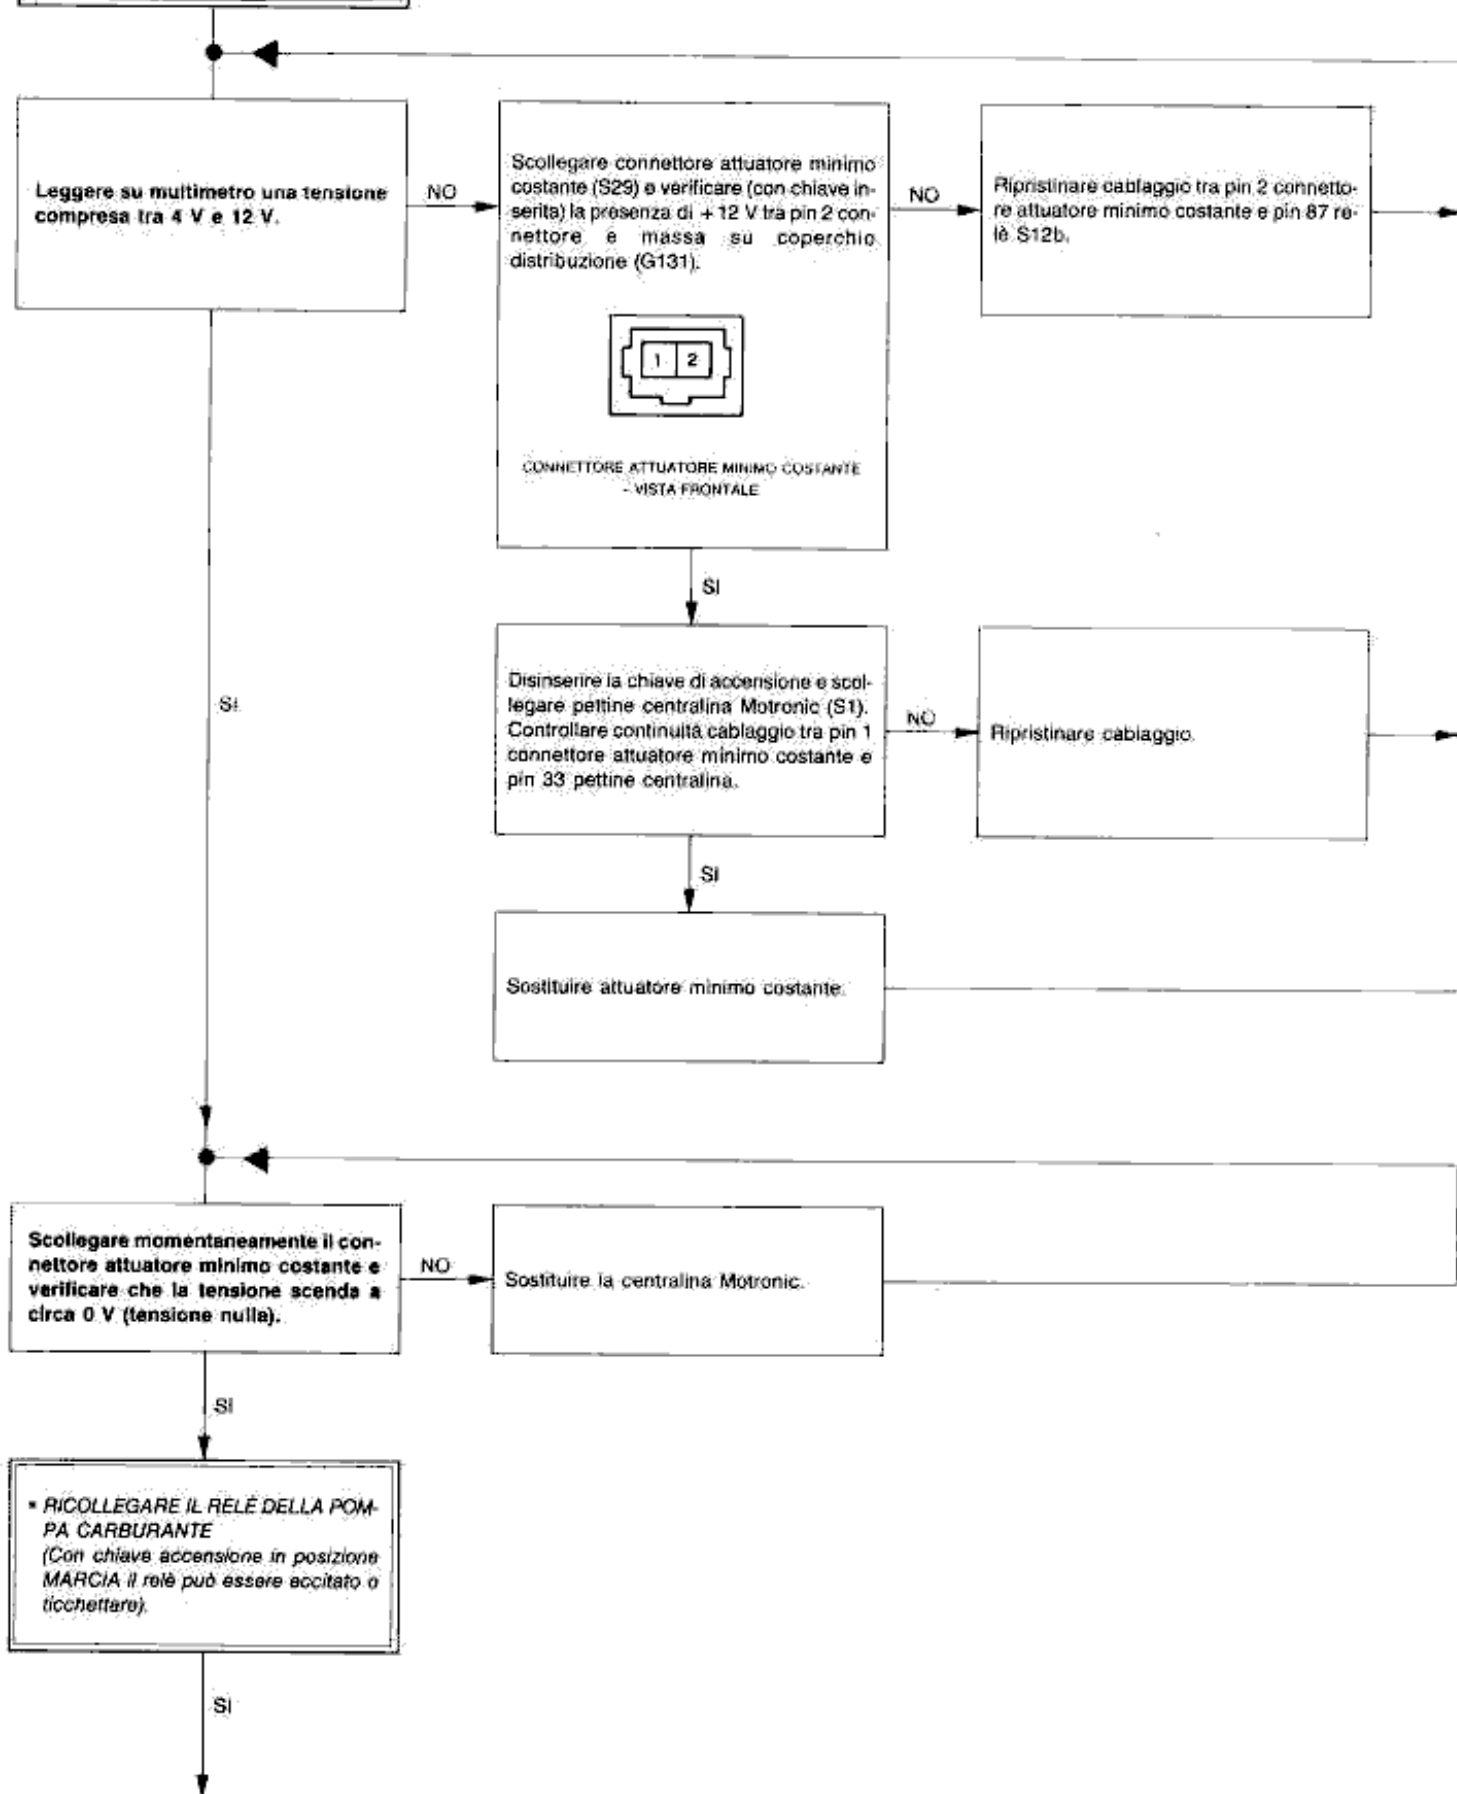 Leggere su multimetro una tensione
compresa tra 4 V e 12 V.
NO
Scollegare connettore attuatore minimo
costante (S29) e verificare (con chiave in-
serita) la presenza di + 12 V tra pin 2 con-
nettore e massa su coperchio
distribuzione (G131).
1 2
CONNETTORE ATTUATORE MINIMO COSTANTE
- VISTA FRONTALE
NO
Ripristinare cablaggio tra pin 2 connetto-
re attuatore minimo costante e pin 87 re-
lè S12b.
SI
SI
Disinserire la chiave di accensione e scol-
legare pettine centralina Motronic (S1).
Controllare continuità cablaggio tra pin 1
connettore attuatore minimo costante e
pin 33 pettine centralina.
NO
Ripristinare cablaggio.
SI
Sostituire attuatore minimo costante.
Scollegare momentaneamente il con-
nettore attuatore minimo costante e
verificare che la tensione scenda a
circa 0 V (tensione nulla).
NO
Sostituire la centralina Motronic.
SI
* RICOLLEGARE IL RELÈ DELLA POM-
PA CARBURANTE
(Con chiave accensione in posizione
MARCIA il relè può essere eccitato o
ticchettare).
SI